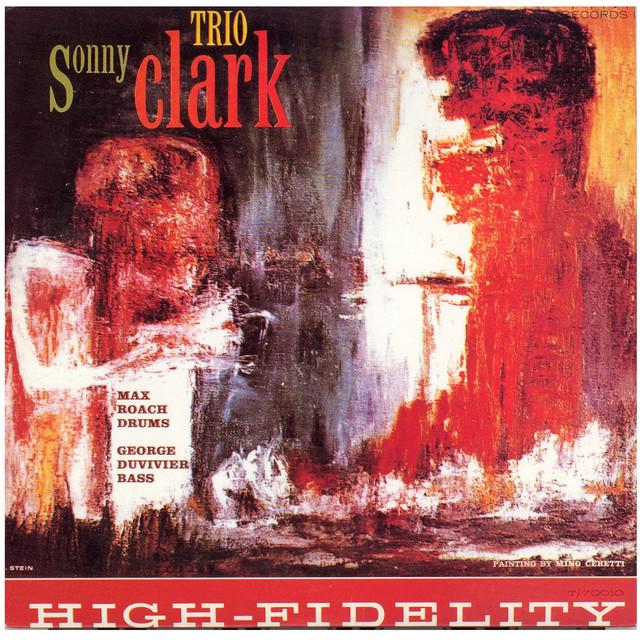 RECORDS
TRIO
Sonny clark
MAX
ROACH
DRUMS
GEORGE
DUVIVIER
BASS
. STEIN
PAINTING BY MINO CERETTI
T/70010
HIGH-FIDELITY